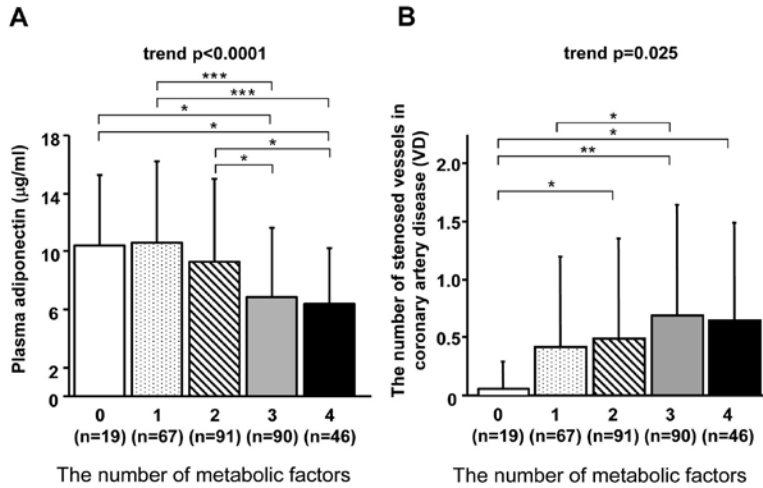 A
trend p<0.0001
***
***
*
*
*
*
Plasma adiponectin (μg/ml)
18
14
10
6
2
0
0 1 2 3 4
(n=19) (n=67) (n=91) (n=90) (n=46)
The number of metabolic factors
B
trend p=0.025
*
*
**
*
The number of stenosed vessels in
coronary artery disease (VD)
2.0
1.0
0.5
0
0 1 2 3 4
(n=19) (n=67) (n=91) (n=90) (n=46)
The number of metabolic factors